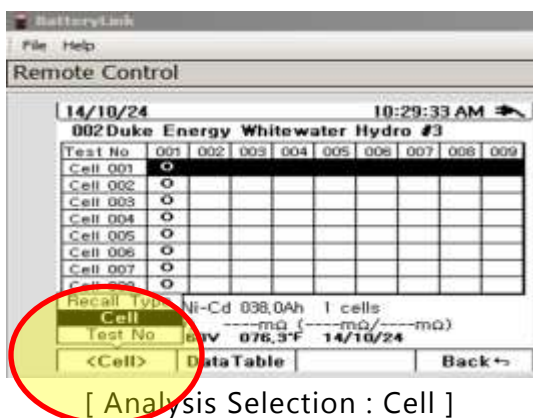 BatteryLink
File Help
Remote Control
14/10/24 10:29:33 AM
002 Duke Energy Whitewater Hydro #3
Test No 001 002 003 004 005 006 007 008 009
Cell 001 O
Cell 002 O
Cell 003 O
Cell 004 O
Cell 005 O
Cell 006 O
Cell 007 O
Recall Type Ni-Cd 038,0Ah 1 cells
Cell ----mΩ (----mΩ/----mΩ)
Test No 076,3°F 14/10/24
<Cell> DataTable Back
[ Analysis Selection : Cell ]